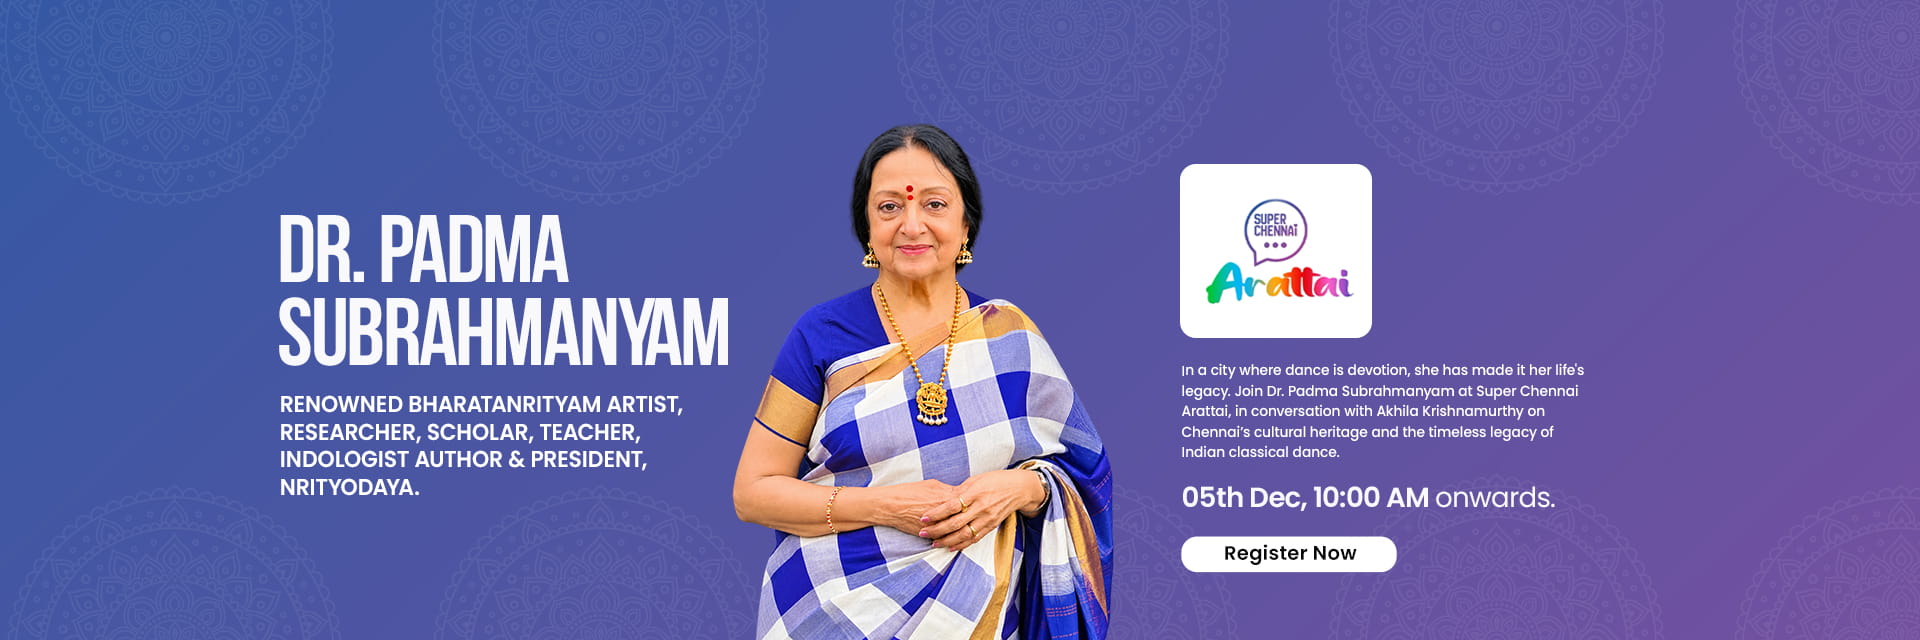 DR. PADMA
SUBRAHMANYAM
RENOWNED BHARATANRITYAM ARTIST,
RESEARCHER, SCHOLAR, TEACHER,
INDOLOGIST AUTHOR & PRESIDENT,
NRITYODAYA.
SUPER
CHENNAI
Arattai
In a city where dance is devotion, she has made it her life's
legacy. Join Dr. Padma Subrahmanyam at Super Chennai
Arattai, in conversation with Akhila Krishnamurthy on
Chennai’s cultural heritage and the timeless legacy of
Indian classical dance.
05th Dec, 10:00 AM onwards.
Register Now